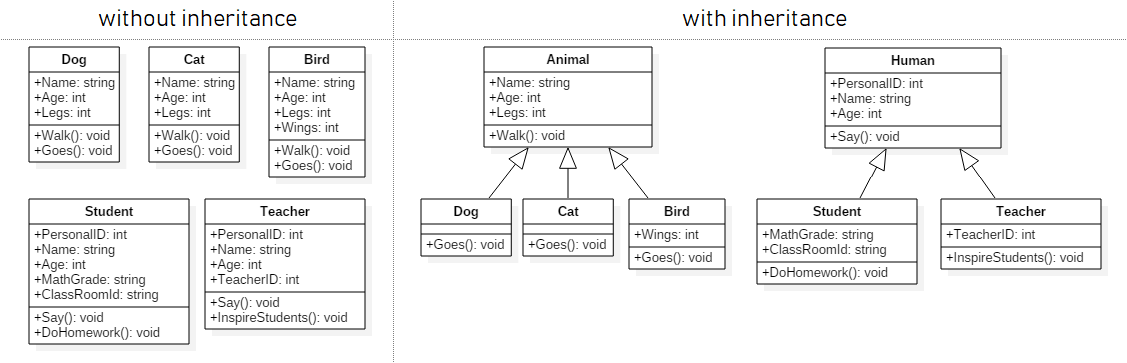 without inheritance
Dog
+Name: string
+Age: int
+Legs: int
+Walk(): void
+Goes(): void
Cat
+Name: string
+Age: int
+Legs: int
+Walk(): void
+Goes(): void
Bird
+Name: string
+Age: int
+Legs: int
+Wings: int
+Walk(): void
+Goes(): void
Student
+PersonalID: int
+Name: string
+Age: int
+MathGrade: string
+ClassRoomId: string
+Say(): void
+DoHomework(): void
Teacher
+PersonalID: int
+Name: string
+Age: int
+TeacherID: int
+Say(): void
+InspireStudents(): void
with inheritance
Animal
+Name: string
+Age: int
+Legs: int
+Walk(): void
Dog
+Goes(): void
Cat
+Goes(): void
Bird
+Wings: int
+Goes(): void
Human
+PersonalID: int
+Name: string
+Age: int
+Say(): void
Student
+MathGrade: string
+ClassRoomId: string
+DoHomework(): void
Teacher
+TeacherID: int
+InspireStudents(): void